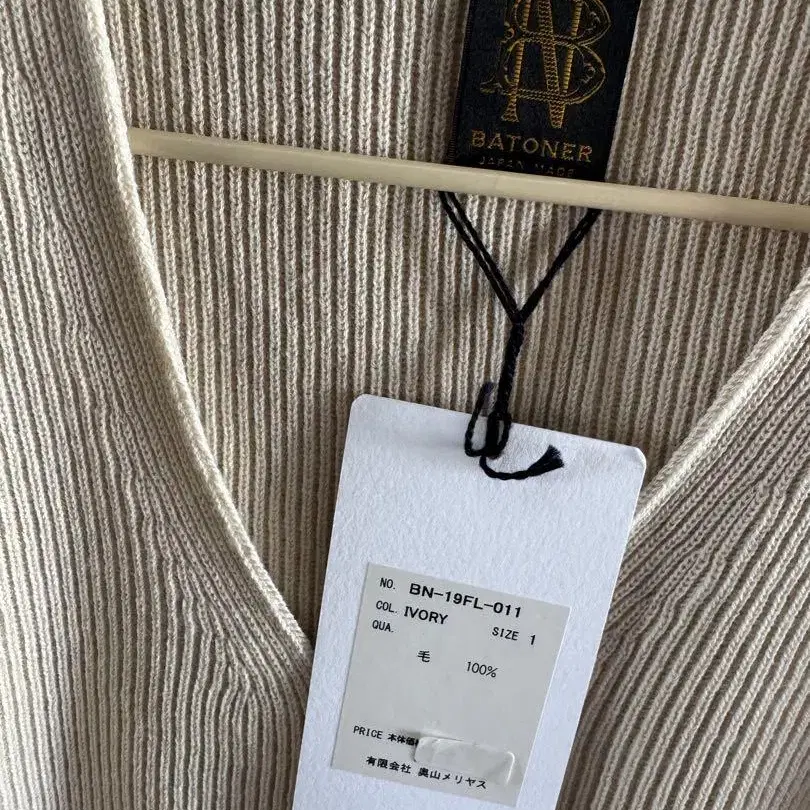 BATONER
JAPAN MADE
NO. BN-19FL-011
COL. IVORY SIZE 1
QUA.
毛 100%
PRICE 本体価格
有限会社 奥山メリヤス